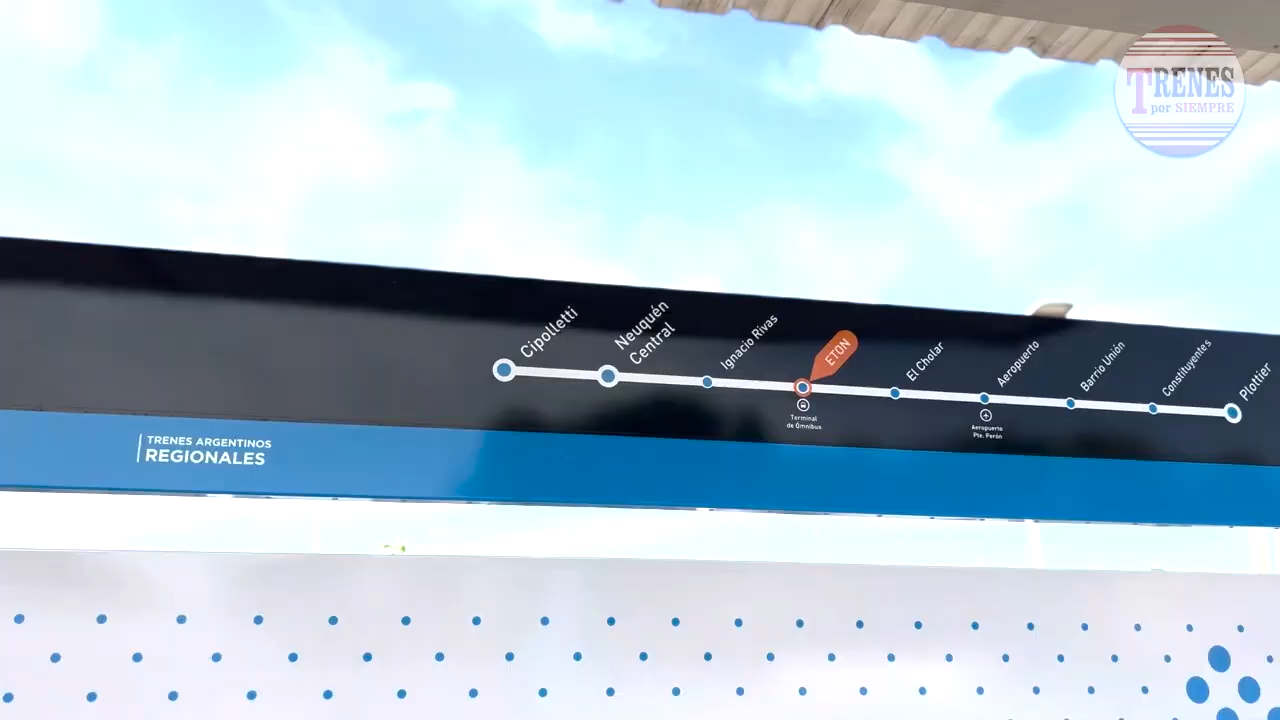 TRENES
por SIEMPRE
Cipolletti
Neuquén
Central
Ignacio Rivas
ETON
El Cholar
Aeropuerto
Barrio Unión
Constituyentes
Plottier
Terminal
de Ómnibus
Aeropuerto
Pte. Perón
TRENES ARGENTINOS
REGIONALES